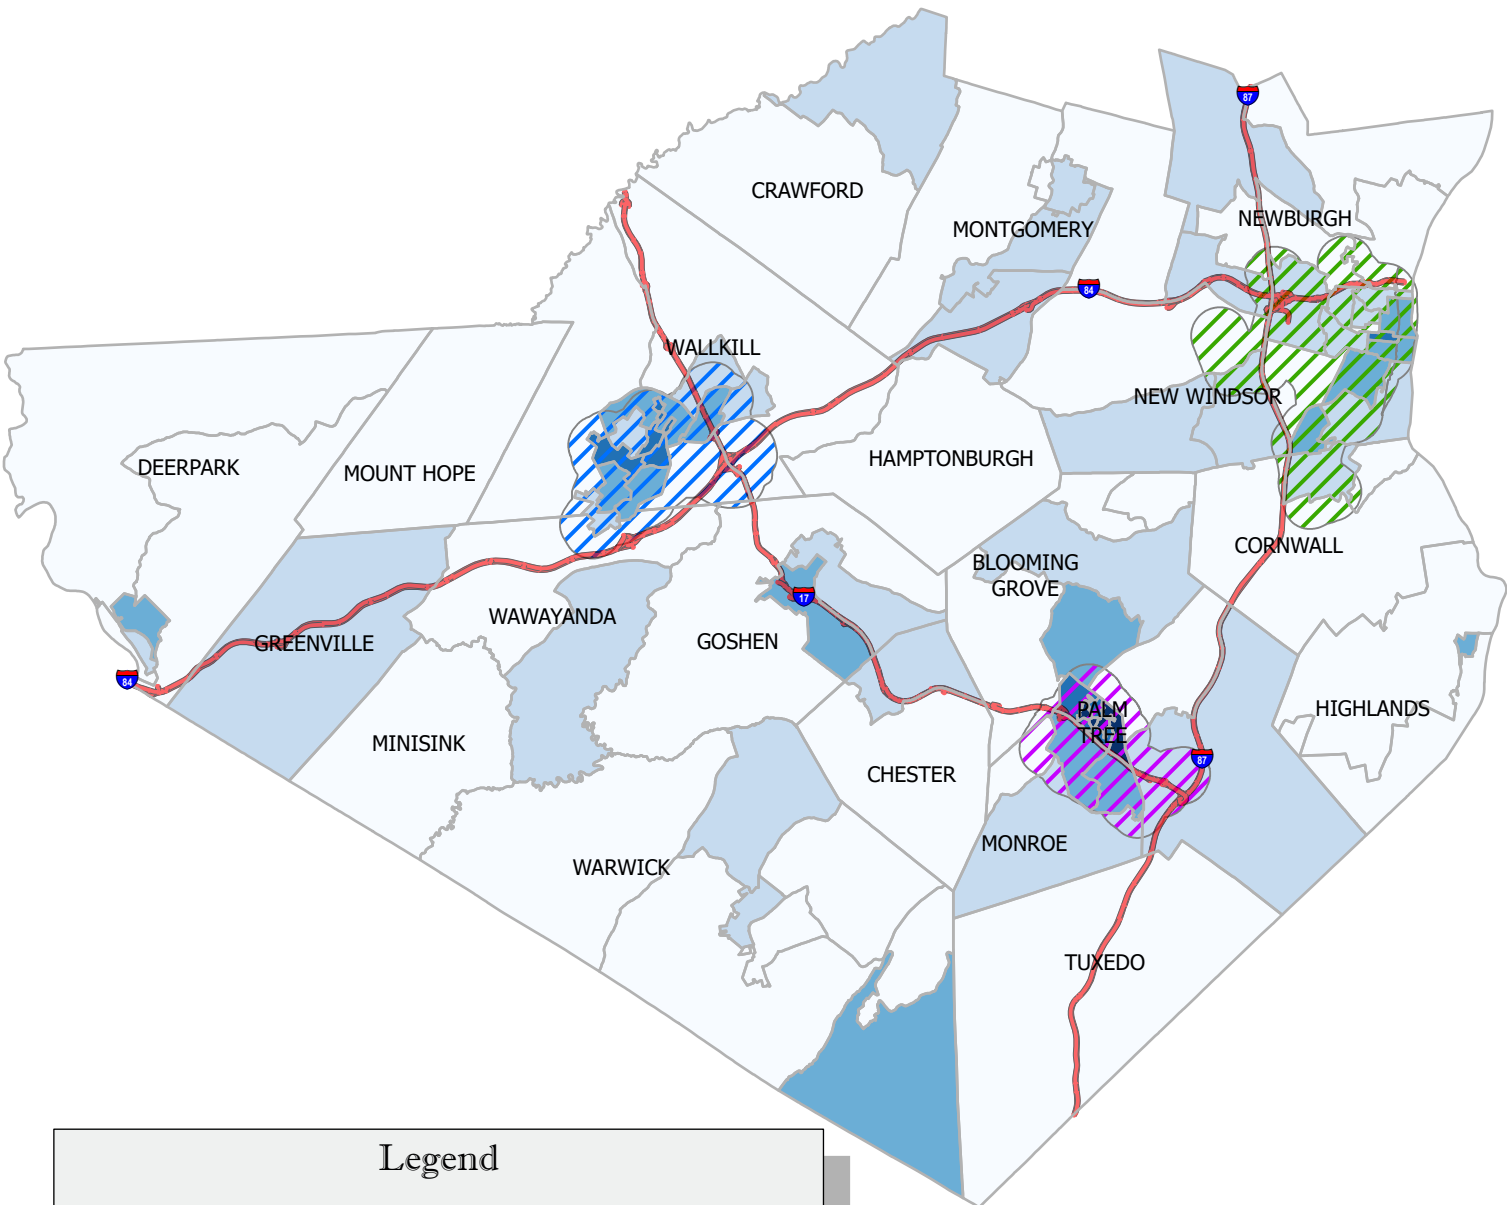 87
CRAWFORD
MONTGOMERY
NEWBURGH
84
WALLKILL
NEW WINDSOR
DEERPARK
MOUNT HOPE
HAMPTONBURGH
CORNWALL
BLOOMING
GROVE
17
WAWAYANDA
GREENVILLE
GOSHEN
84
PALM
TREE
HIGHLANDS
MINISINK
87
CHESTER
MONROE
WARWICK
TUXEDO
Legend